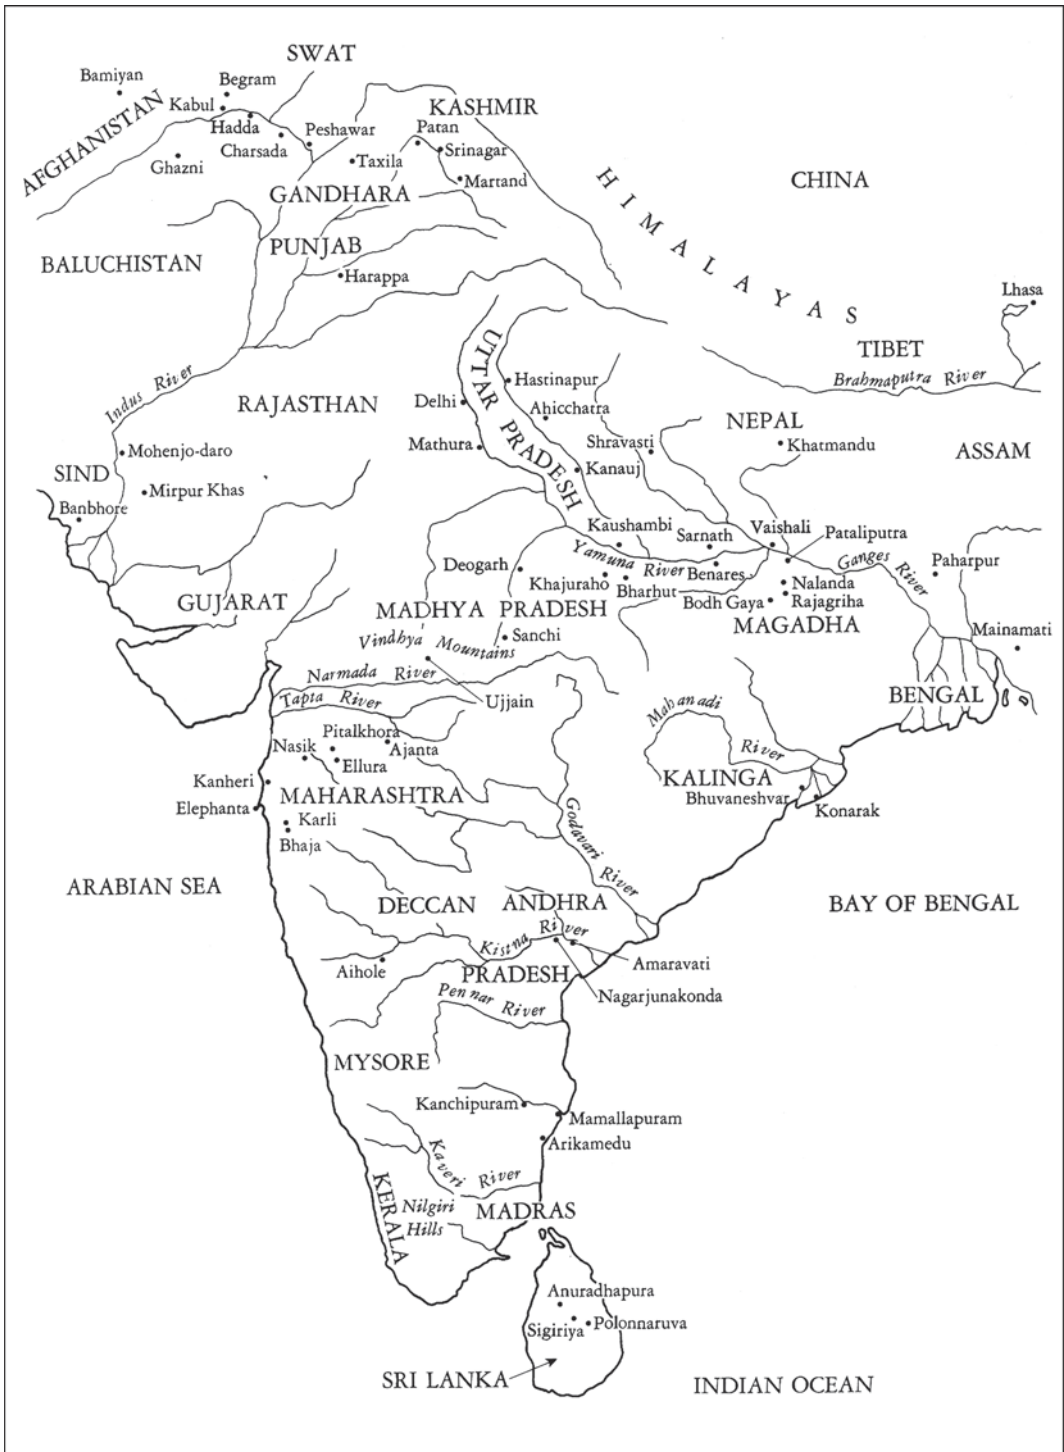 SWAT
Bamiyan
Begram
Kabul
KASHMIR
AFGHANISTAN
Hadda
Peshawar
Patan
Charsada
Srinagar
Ghazni
Taxila
Martand
GANDHARA
CHINA
HIMALAYAS
PUNJAB
BALUCHISTAN
Harappa
Lhasa
TIBET
Brahmaputra River
UTTAR PRADESH
Indus River
Hastinapur
RAJASTHAN
Delhi
Ahicchatra
NEPAL
Mathura
Shravasti
Khatmandu
ASSAM
Mohenjo-daro
Kanauj
SIND
Mirpur Khas
Banbhore
Kaushambi
Sarnath
Vaishali
Pataliputra
Yamuna River
Ganges River
Paharpur
Deogarh
Khajuraho
Benares
Bharhut
Nalanda
Bodh Gaya
Rajagriha
GUJARAT
MADHYA PRADESH
MAGADHA
Mainamati
Vindhya Mountains
Sanchi
Narmada River
Tapta River
Ujjain
BENGAL
Mahanadi River
Pitalkhora
Nasik
Ajanta
Ellura
Kanheri
KALINGA
MAHARASHTRA
Bhuvaneshvar
Elephanta
Konarak
Karli
Godavari River
Bhaja
ARABIAN SEA
DECCAN
ANDHRA
BAY OF BENGAL
Kistna River
Aihole
PRADESH
Amaravati
Pennar River
Nagarjunakonda
MYSORE
Kanchipuram
Mamallapuram
Arikamedu
Kaveri River
KERALA
Nilgiri
Hills
MADRAS
Anuradhapura
Sigiriya
Polonnaruva
SRI LANKA
INDIAN OCEAN